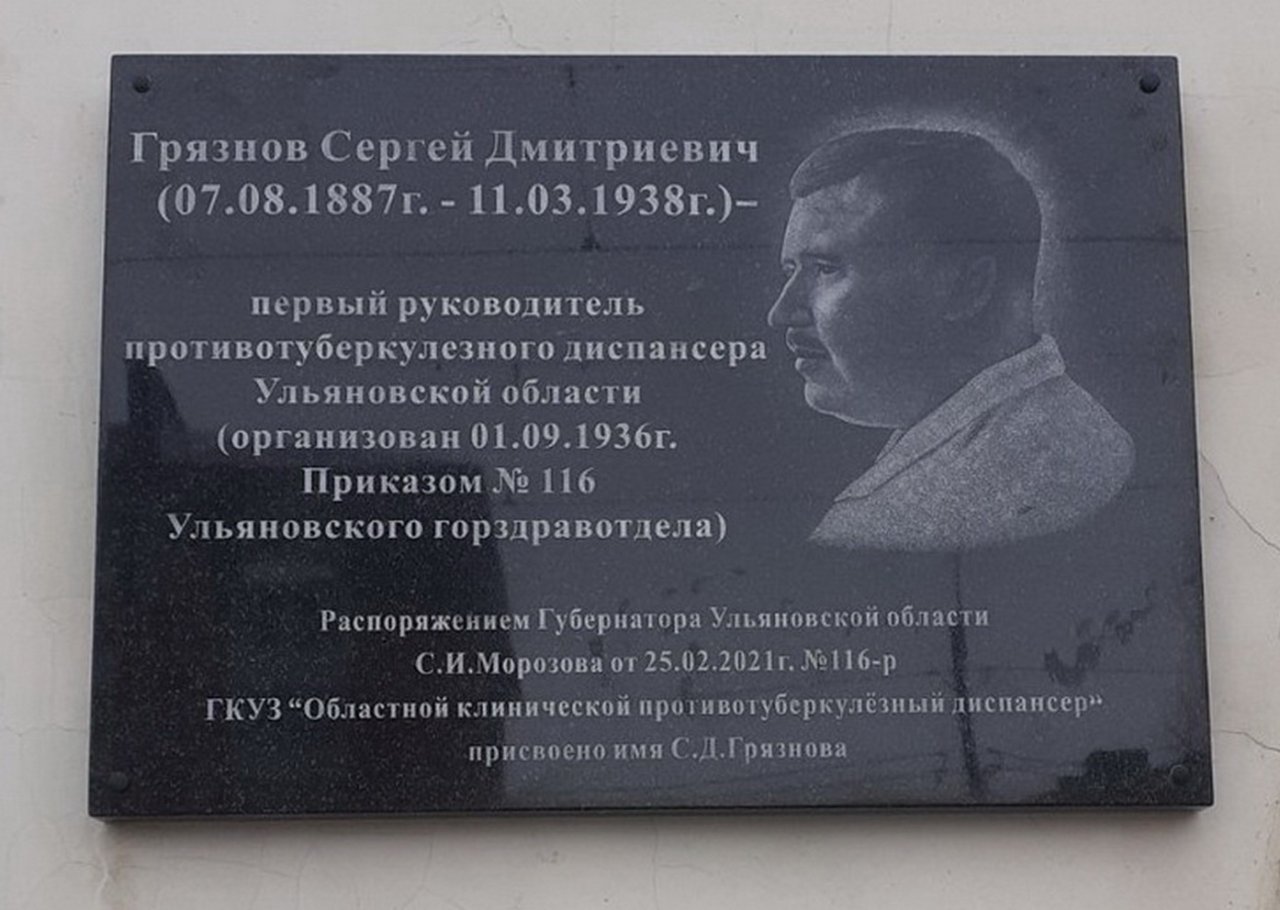 Грязнов Сергей Дмитриевич
(07.08.1887г. - 11.03.1938г.)–
первый руководитель
противотуберкулезного диспансера
Ульяновской области
(организован 01.09.1936г.
Приказом № 116
Ульяновского горздравотдела)
Распоряжением Губернатора Ульяновской области
С.И.Морозова от 25.02.2021г. №116-р
ГКУЗ “Областной клинической противотуберкулёзный диспансер”
присвоено имя С.Д.Грязнова